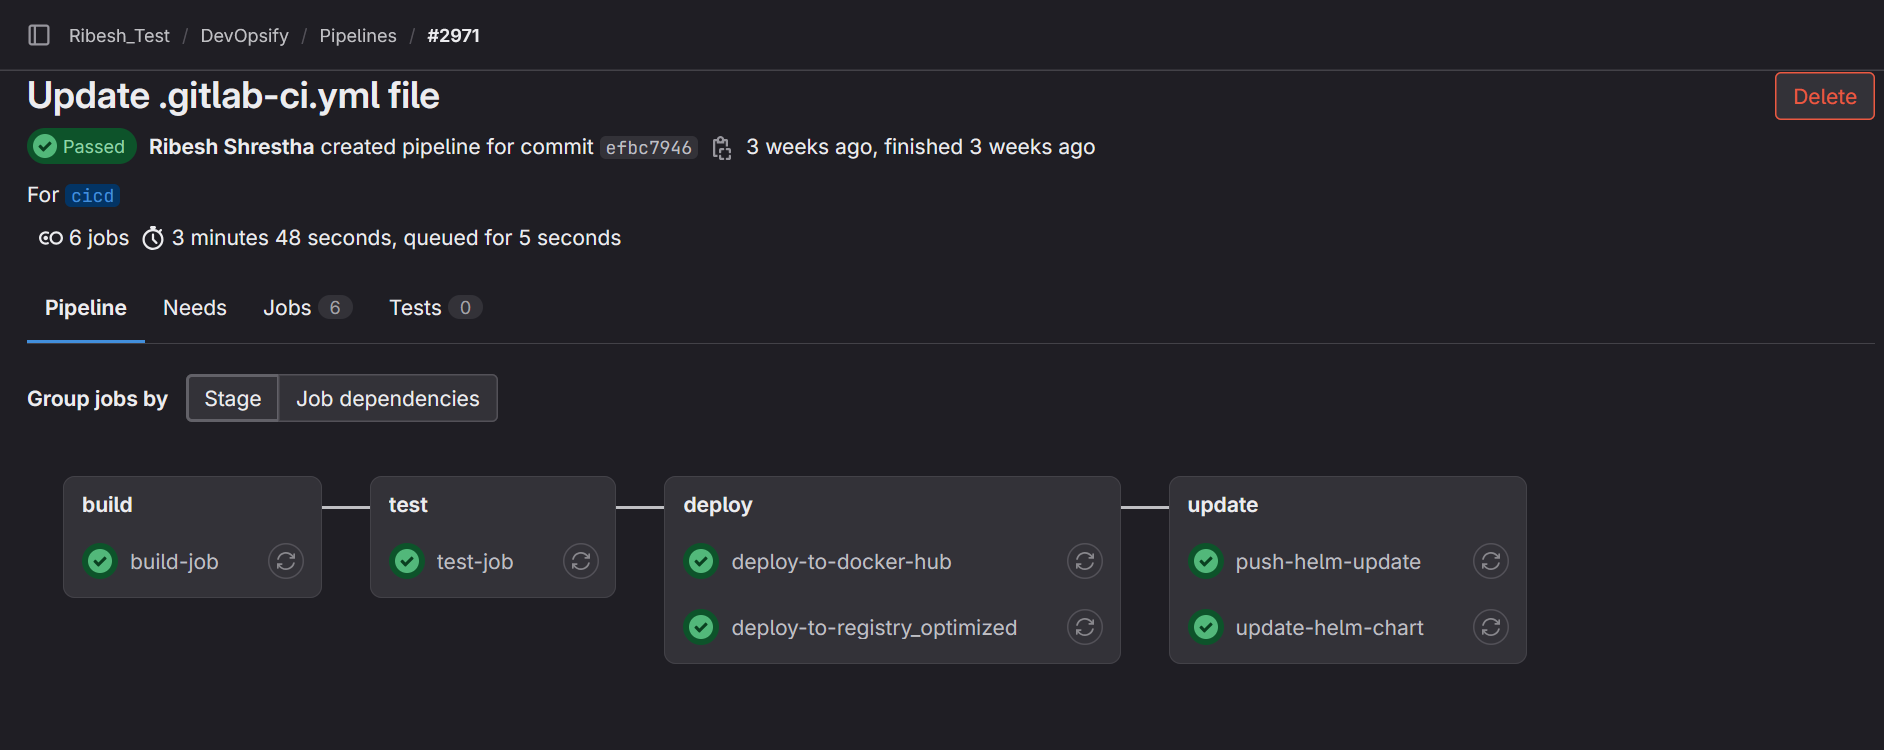 Ribesh_Test / DevOpsify / Pipelines / #2971
Update .gitlab-ci.yml file
Delete
Passed Ribesh Shrestha created pipeline for commit efbc7946 3 weeks ago, finished 3 weeks ago
For cicd
6 jobs 3 minutes 48 seconds, queued for 5 seconds
Pipeline Needs Jobs 6 Tests 0
Group jobs by Stage Job dependencies
build
build-job
test
test-job
deploy
deploy-to-docker-hub
deploy-to-registry_optimized
update
push-helm-update
update-helm-chart